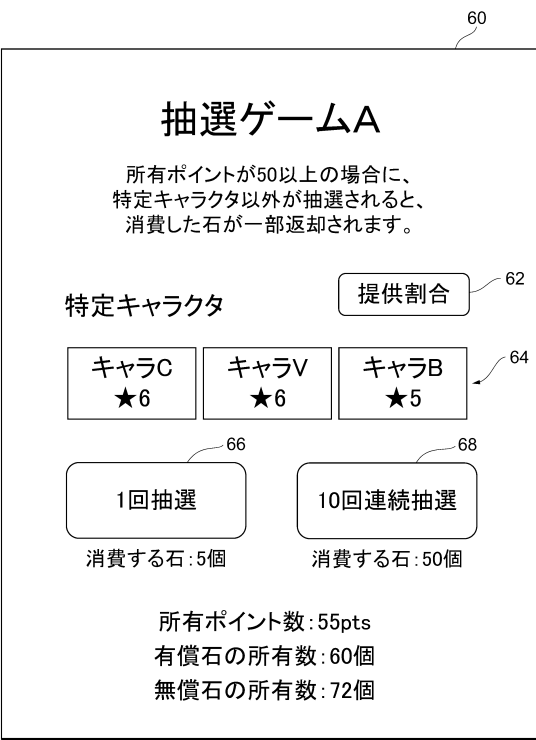 60
抽選ゲームA
所有ポイントが50以上の場合に、
特定キャラクタ以外が抽選されると、
消費した石が一部返却されます。
提供割合
62
特定キャラクタ
キャラC
★6
キャラV
★6
キャラB
★5
64
66
68
1回抽選
10回連続抽選
消費する石：5個
消費する石：50個
所有ポイント数：55pts
有償石の所有数：60個
無償石の所有数：72個